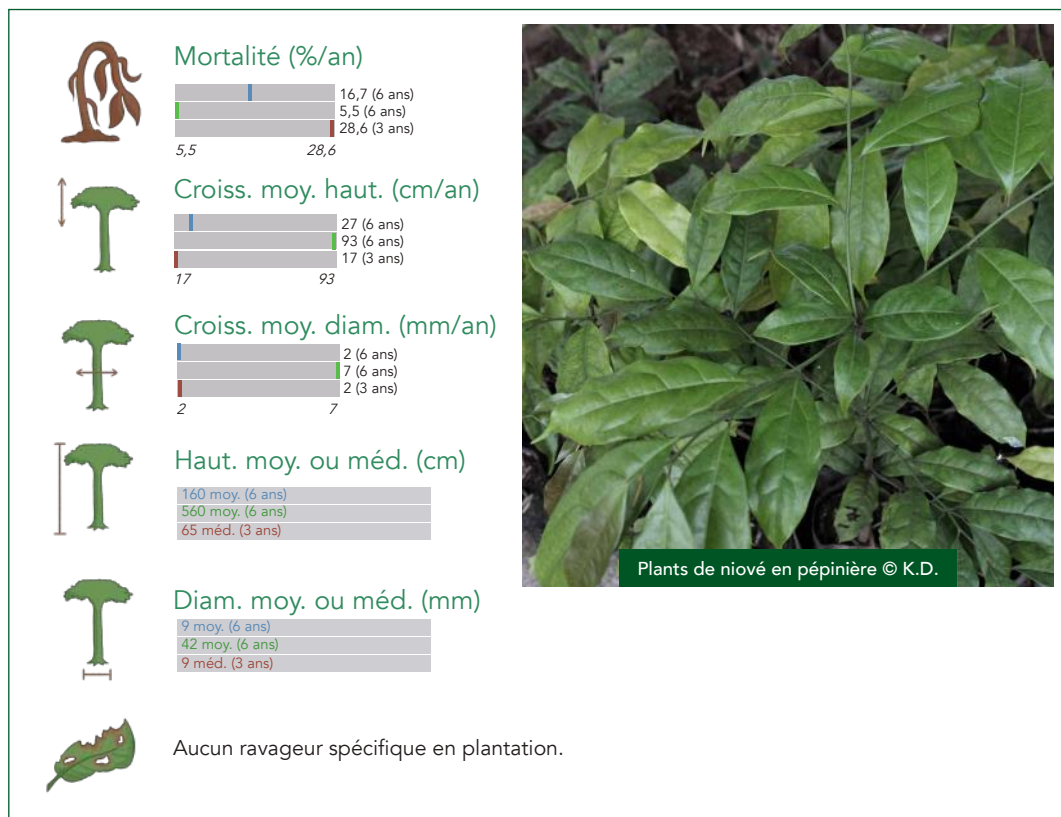 Mortalité (%/an)
16,7 (6 ans)
5,5 (6 ans)
28,6 (3 ans)
5,5 28,6
Croiss. moy. haut. (cm/an)
27 (6 ans)
93 (6 ans)
17 (3 ans)
17 93
Croiss. moy. diam. (mm/an)
2 (6 ans)
7 (6 ans)
2 (3 ans)
2 7
Haut. moy. ou méd. (cm)
160 moy. (6 ans)
560 moy. (6 ans)
65 méd. (3 ans)
Diam. moy. ou méd. (mm)
9 moy. (6 ans)
42 moy. (6 ans)
9 méd. (3 ans)
Aucun ravageur spécifique en plantation.
Plants de niové en pépinière © K.D.